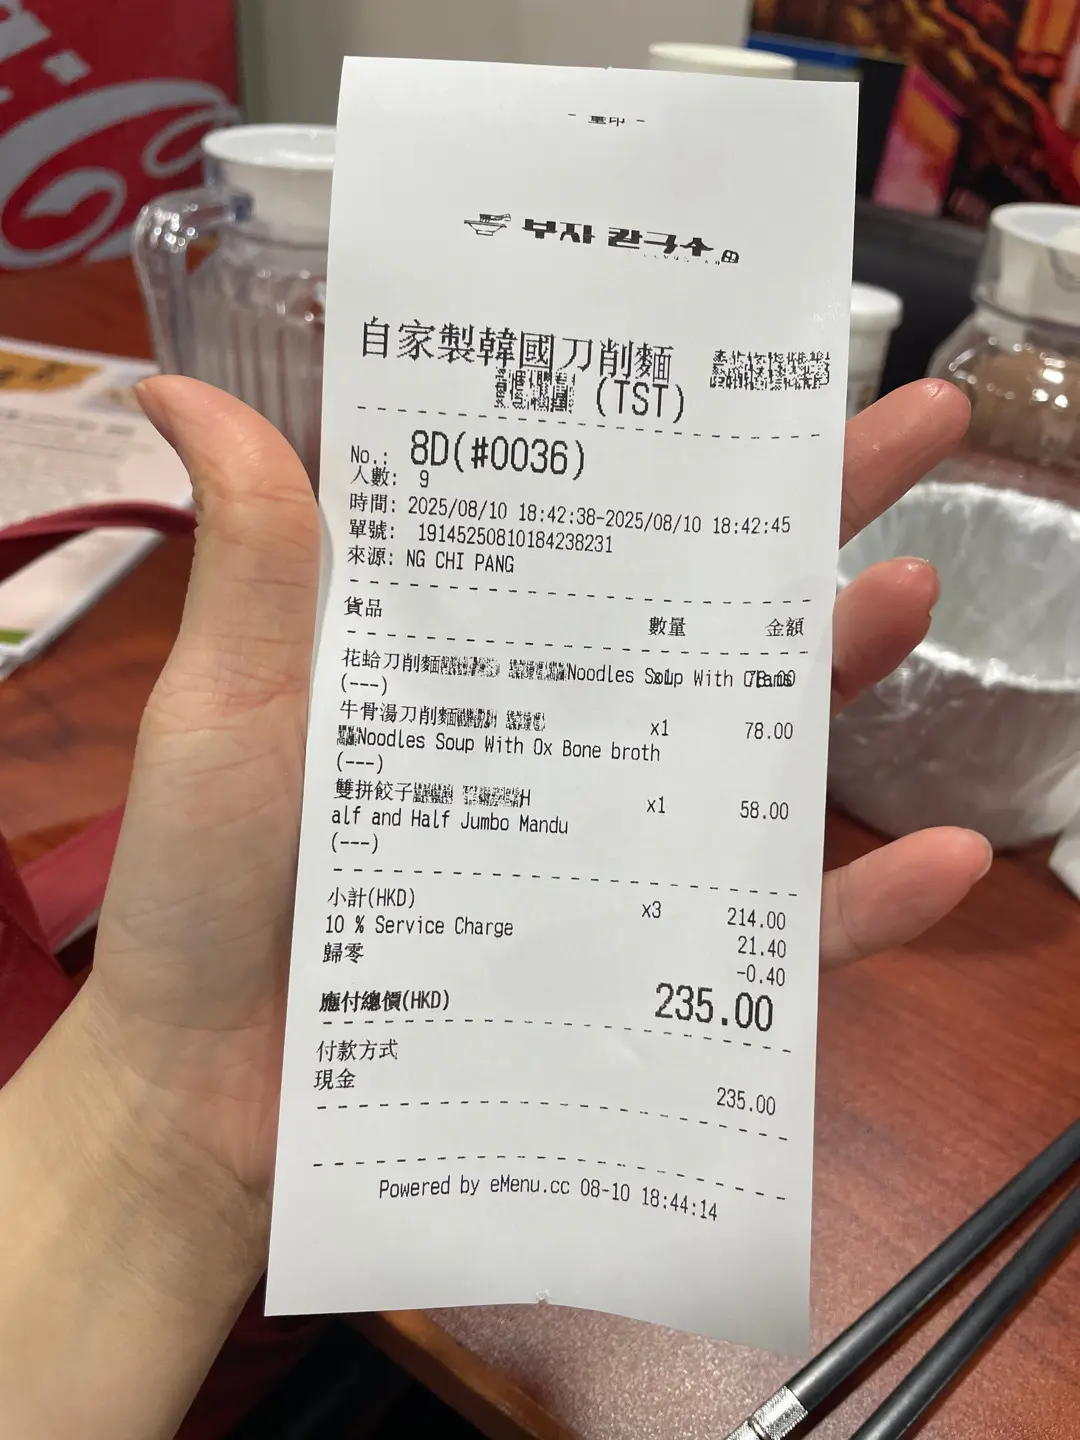 - 重印 -
부자 칼국수
自家製韓國刀削麵
(TST)
No.: 8D(#0036)
人數: 9
時間: 2025/08/10 18:42:38-2025/08/10 18:42:45
單號: 19145250810184238231
來源: NG CHI PANG
貨品 數量 金額
花蛤刀削麵 Noodles Soup With Clams x1 78.00
(---)
牛骨湯刀削麵 x1 78.00
Noodles Soup With Ox Bone broth
(---)
雙拼餃子 H x1 58.00
alf and Half Jumbo Mandu
(---)
小計(HKD) x3 214.00
10 % Service Charge 21.40
歸零 -0.40
應付總價(HKD) 235.00
付款方式
現金 235.00
Powered by eMenu.cc 08-10 18:44:14